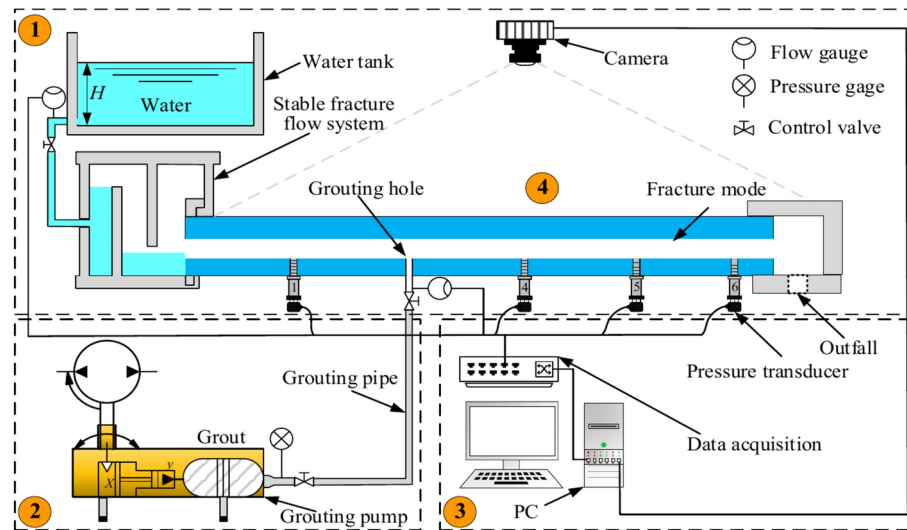 1
H
Water
Water tank
Stable fracture
flow system
Camera
Flow gauge
Pressure gage
Control valve
Grouting hole
4
Fracture mode
1
4
5
6
Outfall
Pressure transducer
Grouting pipe
Grout
v
X
Grouting pump
2
Data acquisition
PC
3